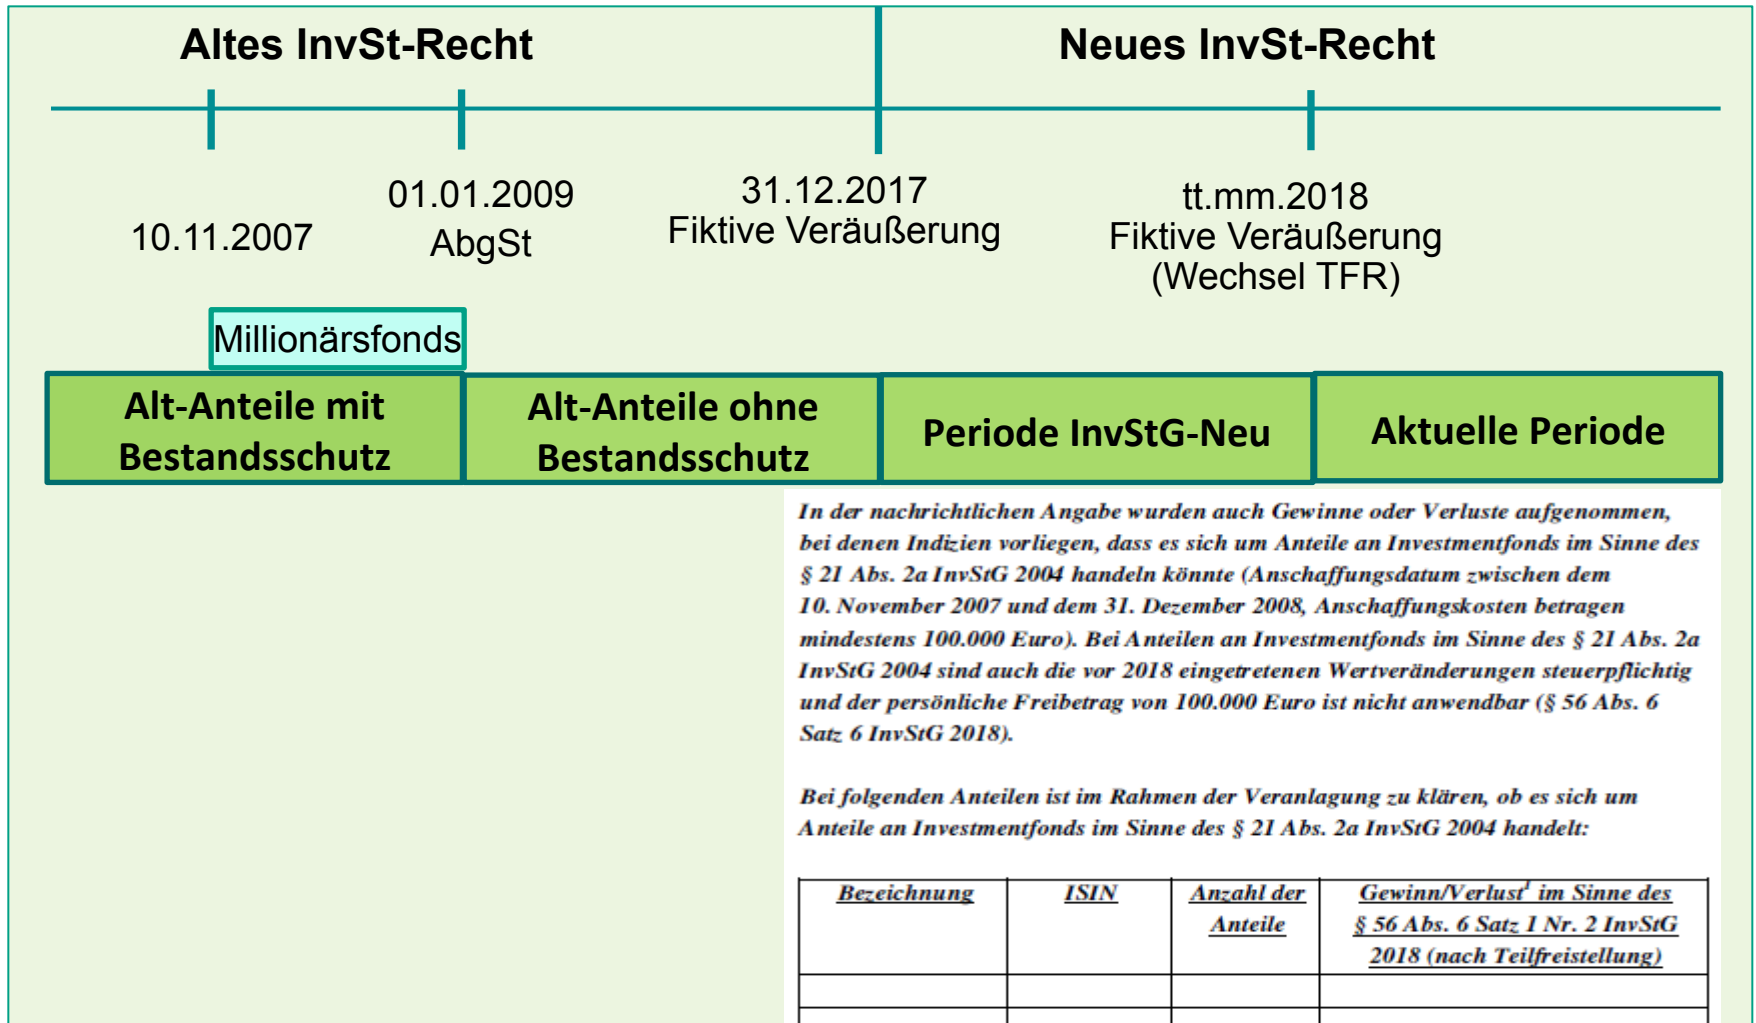 Altes InvSt-Recht
Neues InvSt-Recht
10.11.2007
01.01.2009
AbgSt
31.12.2017
Fiktive Veräußerung
tt.mm.2018
Fiktive Veräußerung
(Wechsel TFR)
Millionärsfonds
Alt-Anteile mit
Bestandsschutz
Alt-Anteile ohne
Bestandsschutz
Periode InvStG-Neu
Aktuelle Periode
In der nachrichtlichen Angabe wurden auch Gewinne oder Verluste aufgenommen,
bei denen Indizien vorliegen, dass es sich um Anteile an Investmentfonds im Sinne des
§ 21 Abs. 2a InvStG 2004 handeln könnte (Anschaffungsdatum zwischen dem
10. November 2007 und dem 31. Dezember 2008, Anschaffungskosten betragen
mindestens 100.000 Euro). Bei Anteilen an Investmentfonds im Sinne des § 21 Abs. 2a
InvStG 2004 sind auch die vor 2018 eingetretenen Wertveränderungen steuerpflichtig
und der persönliche Freibetrag von 100.000 Euro ist nicht anwendbar (§ 56 Abs. 6
Satz 6 InvStG 2018).
Bei folgenden Anteilen ist im Rahmen der Veranlagung zu klären, ob es sich um
Anteile an Investmentfonds im Sinne des § 21 Abs. 2a InvStG 2004 handelt:
Bezeichnung
ISIN
Anzahl der
Anteile
Gewinn/Verlust¹ im Sinne des
§ 56 Abs. 6 Satz 1 Nr. 2 InvStG
2018 (nach Teilfreistellung)